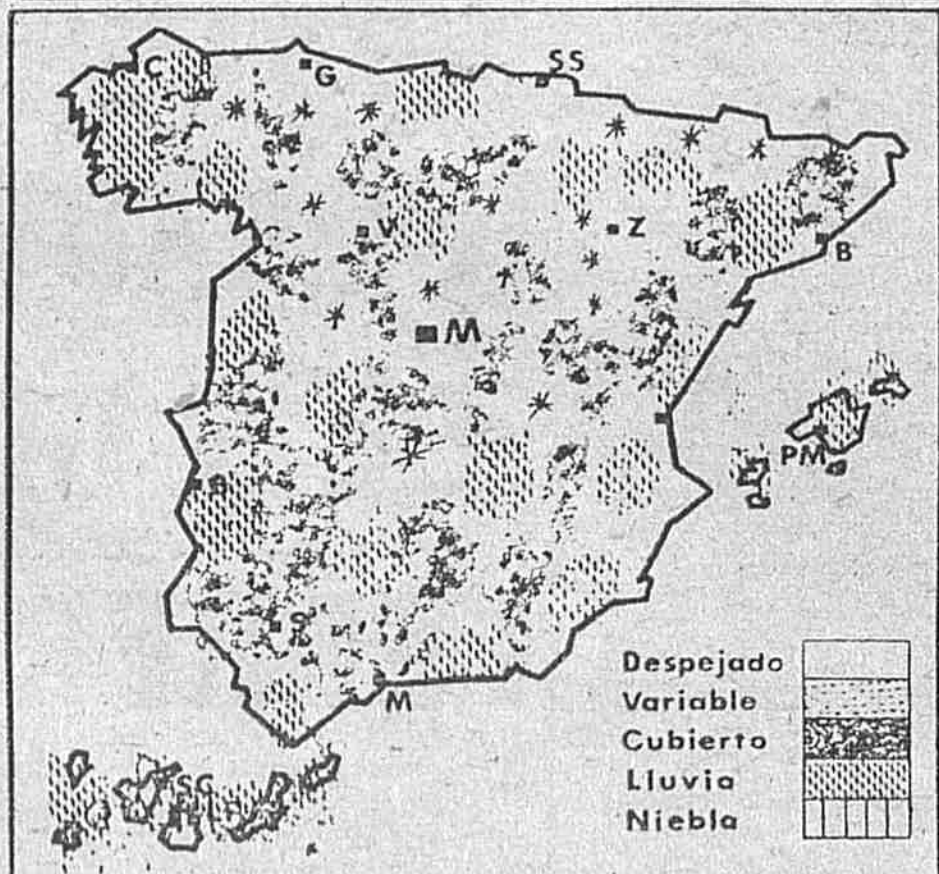 C
G
SS
V
Z
B
M
PM
S
M
SC
Despejado
Variable
Cubierto
Lluvia
Niebla